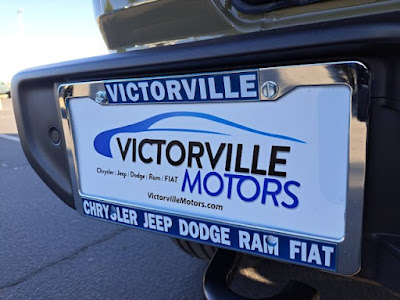 VICTORVILLE
VICTORVILLE
MOTORS
Chrysler | Jeep | Dodge | Ram | FIAT
VictorvilleMotors.com
CHRYSLER JEEP DODGE RAM FIAT